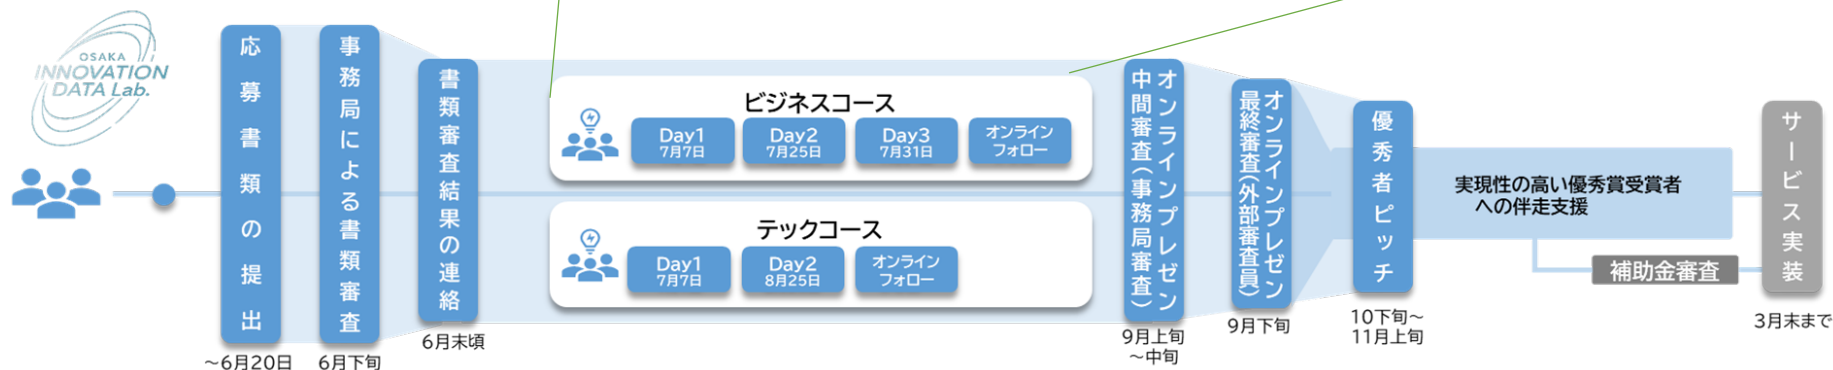 OSAKA
INNOVATION
DATA Lab.
応募書類の提出
～6月20日
事務局による書類審査
6月下旬
書類審査結果の連絡
6月末頃
ビジネスコース
Day1
7月7日
Day2
7月25日
Day3
7月31日
オンライン
フォロー
テックコース
Day1
7月7日
Day2
8月25日
オンライン
フォロー
オンラインプレゼン
中間審査(事務局審査)
9月上旬
～中旬
オンラインプレゼン
最終審査(外部審査員)
9月下旬
優秀者ピッチ
10下旬～
11月上旬
実現性の高い優秀賞受賞者
への伴走支援
補助金審査
サービス実装
3月末まで